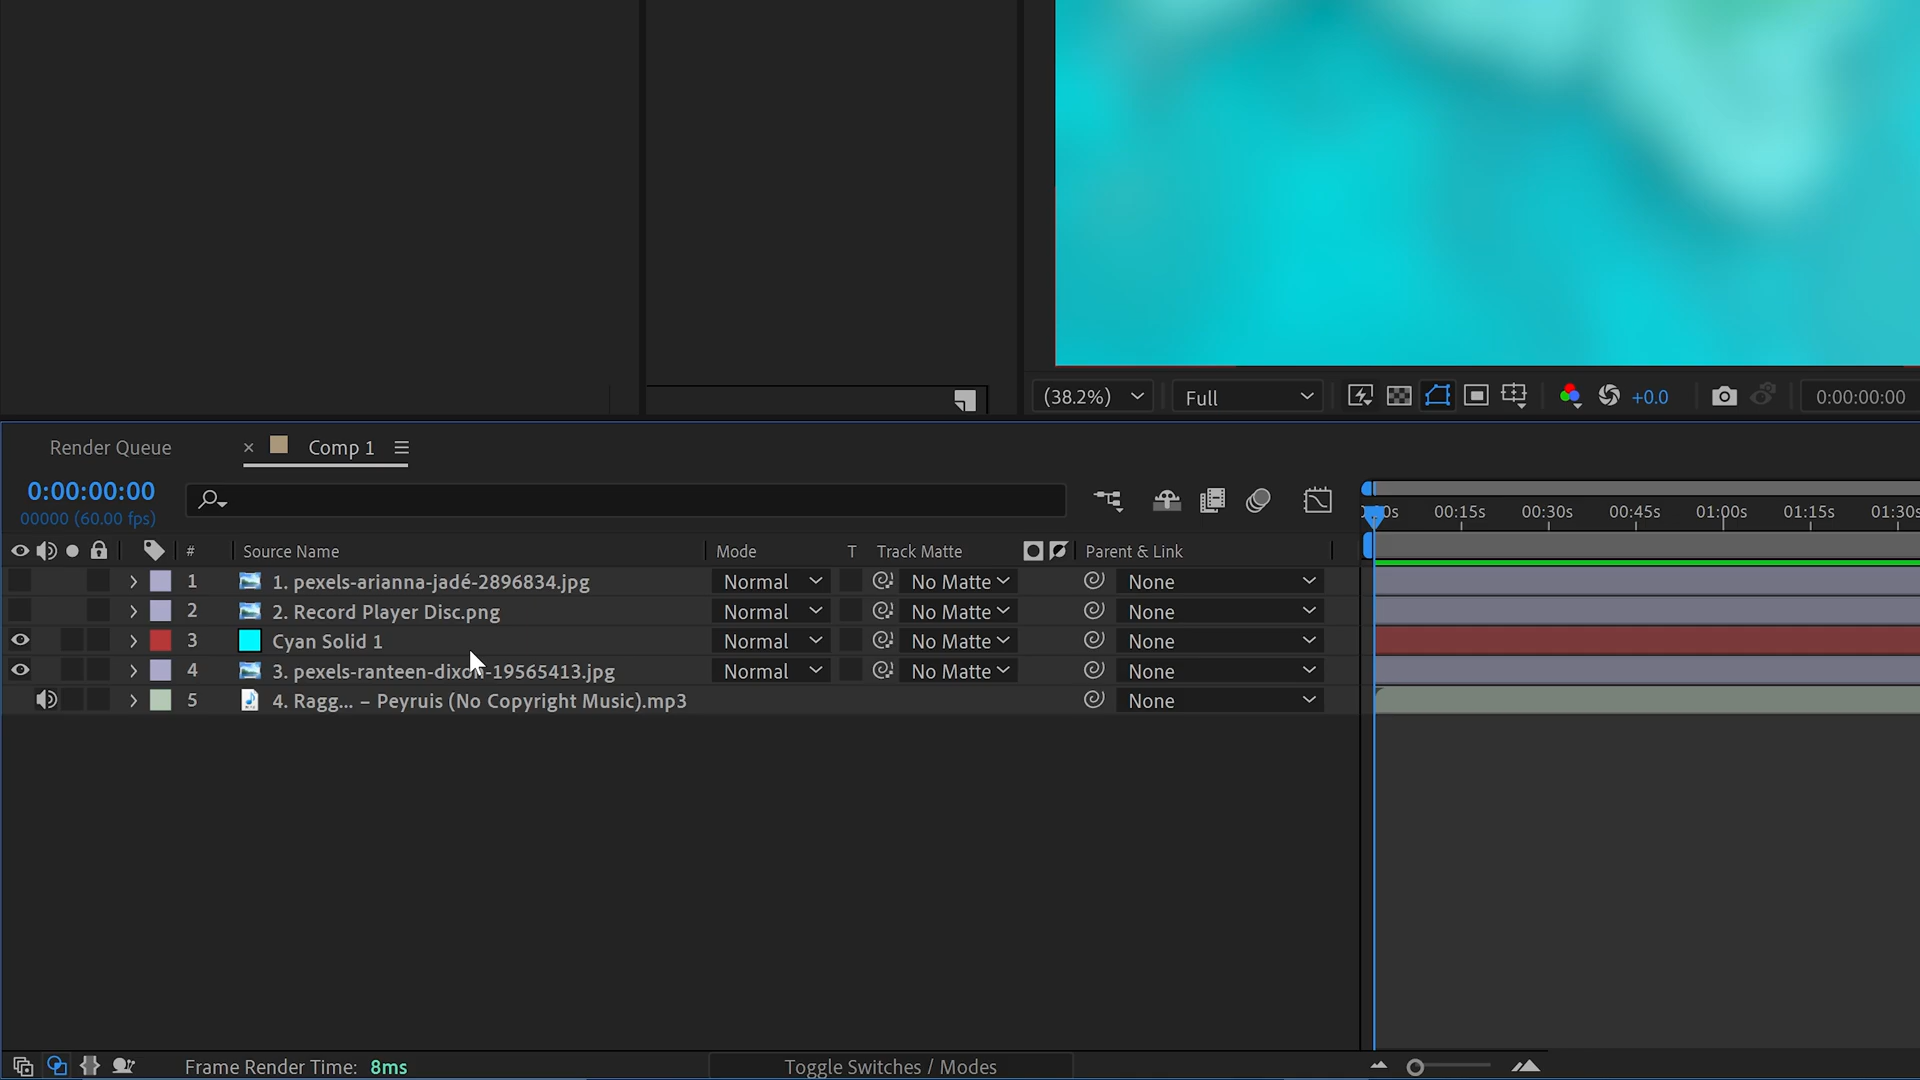 (38.2%) Full +0.0 0:00:00:00
Render Queue × Comp 1
0:00:00:00
00000 (60.00 fps)
00:15s 00:30s 00:45s 01:00s 01:15s 01:30s
# Source Name Mode T Track Matte Parent & Link
1 1. pexels-arianna-jadé-2896834.jpg Normal No Matte None
2 2. Record Player Disc.png Normal No Matte None
3 Cyan Solid 1 Normal No Matte None
4 3. pexels-ranteen-dixon-19565413.jpg Normal No Matte None
5 4. Ragg... – Peyruis (No Copyright Music).mp3 None
Frame Render Time: 8ms Toggle Switches / Modes